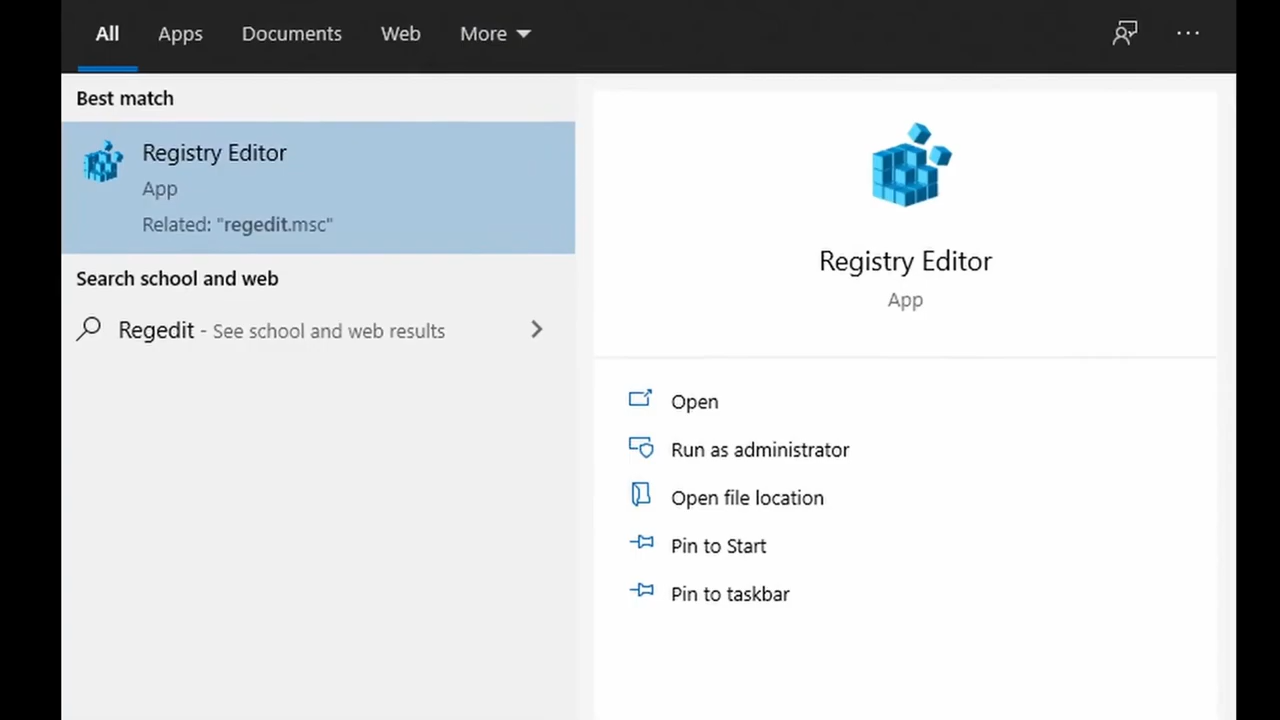 All Apps Documents Web More
Best match
Registry Editor
App
Related: "regedit.msc"
Search school and web
Regedit - See school and web results
Registry Editor
App
Open
Run as administrator
Open file location
Pin to Start
Pin to taskbar